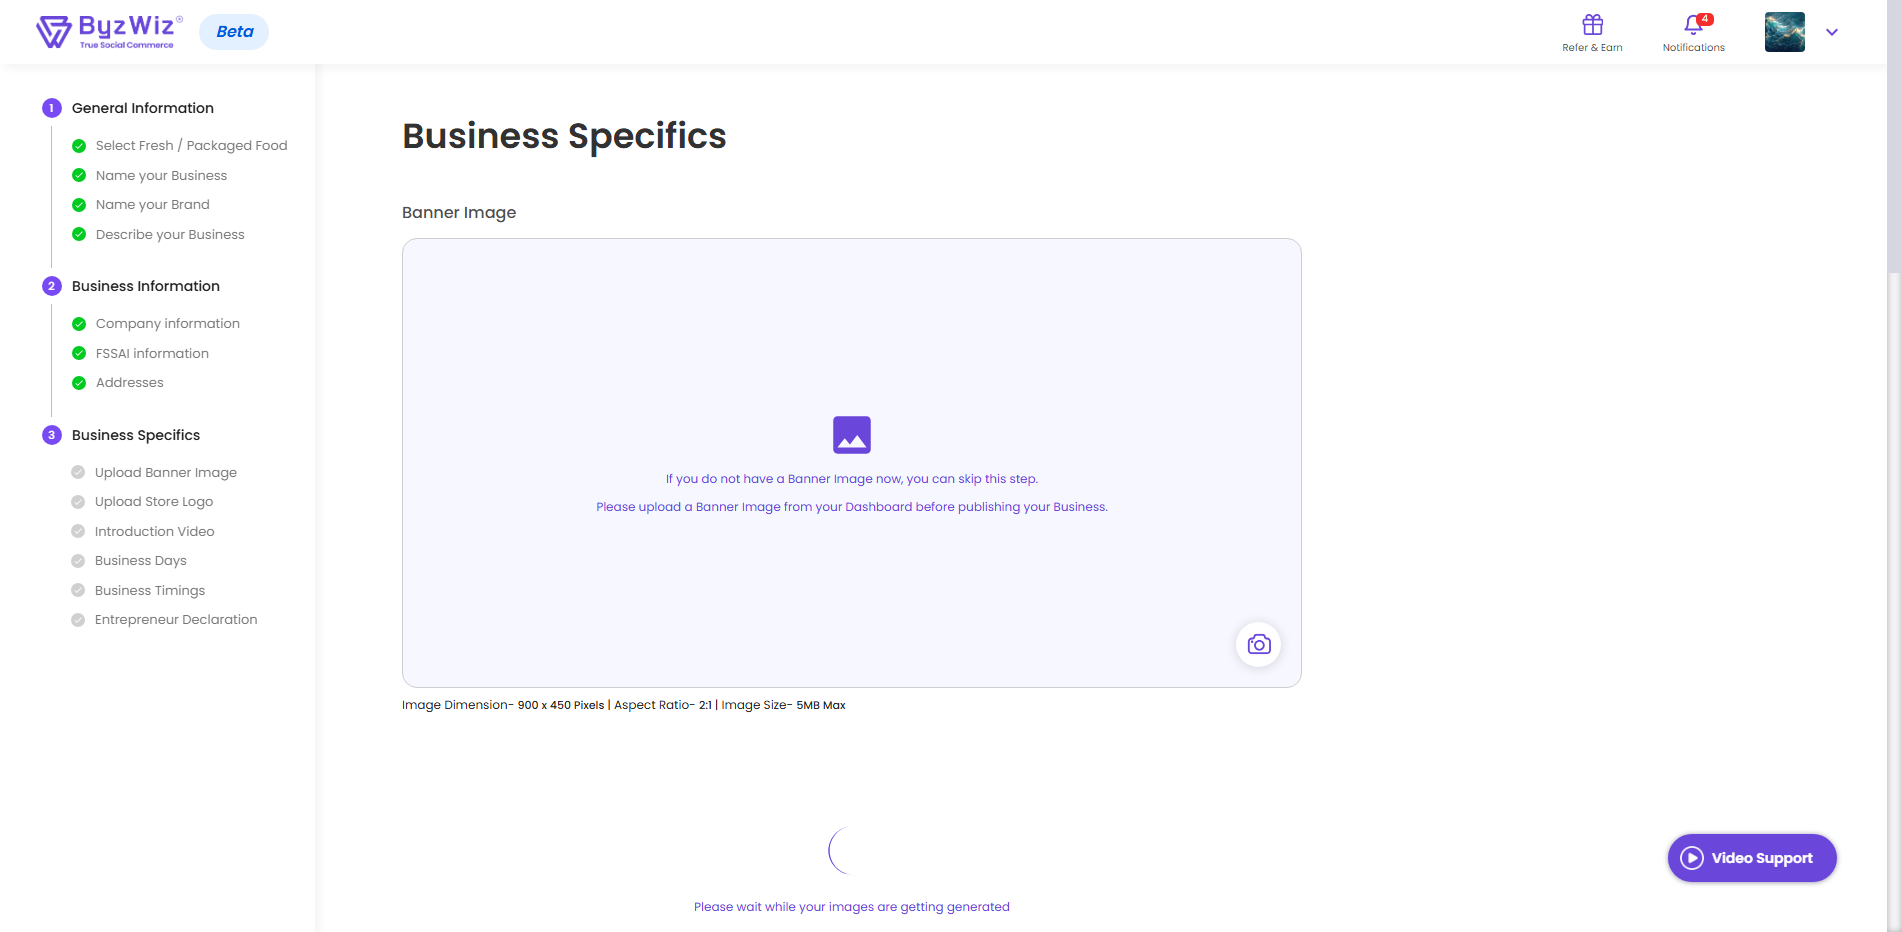 ByzWiz®
True Social Commerce
Beta
Refer & Earn
4
Notifications
1 General Information
Select Fresh / Packaged Food
Name your Business
Name your Brand
Describe your Business
2 Business Information
Company information
FSSAI information
Addresses
3 Business Specifics
Upload Banner Image
Upload Store Logo
Introduction Video
Business Days
Business Timings
Entrepreneur Declaration
Business Specifics
Banner Image
If you do not have a Banner Image now, you can skip this step.
Please upload a Banner Image from your Dashboard before publishing your Business.
Image Dimension- 900 x 450 Pixels | Aspect Ratio- 2:1 | Image Size- 5MB Max
Please wait while your images are getting generated
Video Support